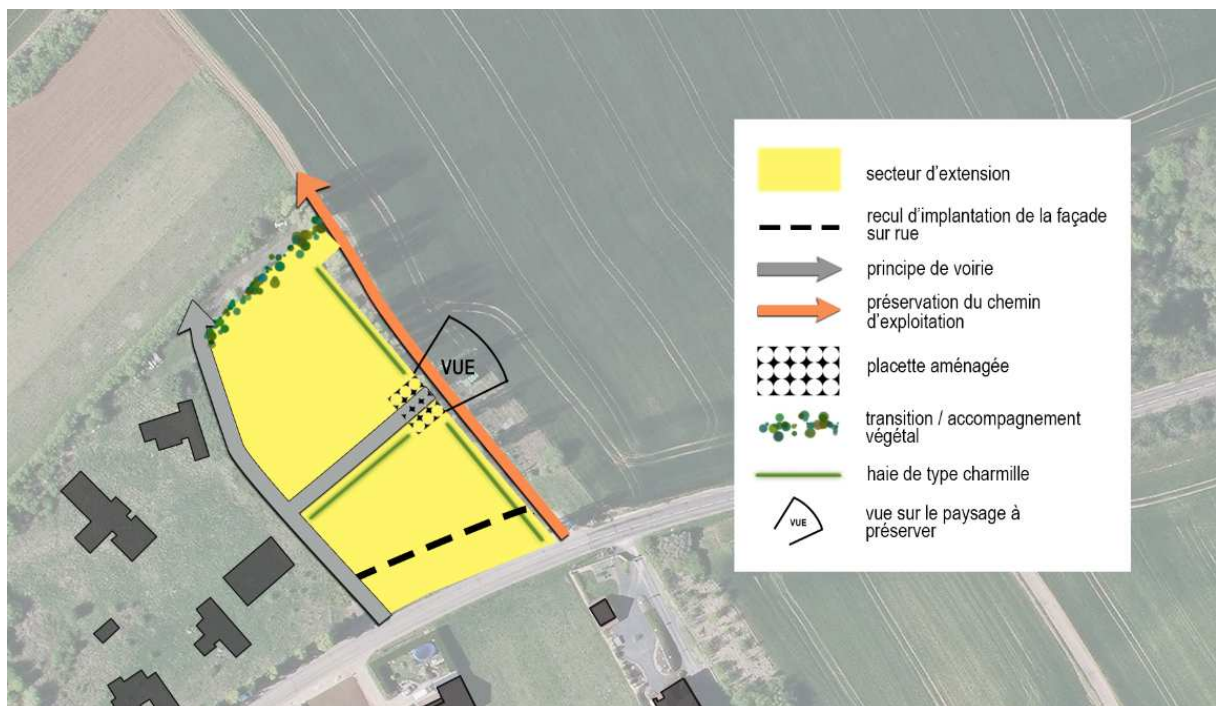 VUE
secteur d'extension
recul d'implantation de la façade
sur rue
principe de voirie
préservation du chemin
d'exploitation
placette aménagée
transition / accompagnement
végétal
haie de type charmille
VUE
vue sur le paysage à
préserver